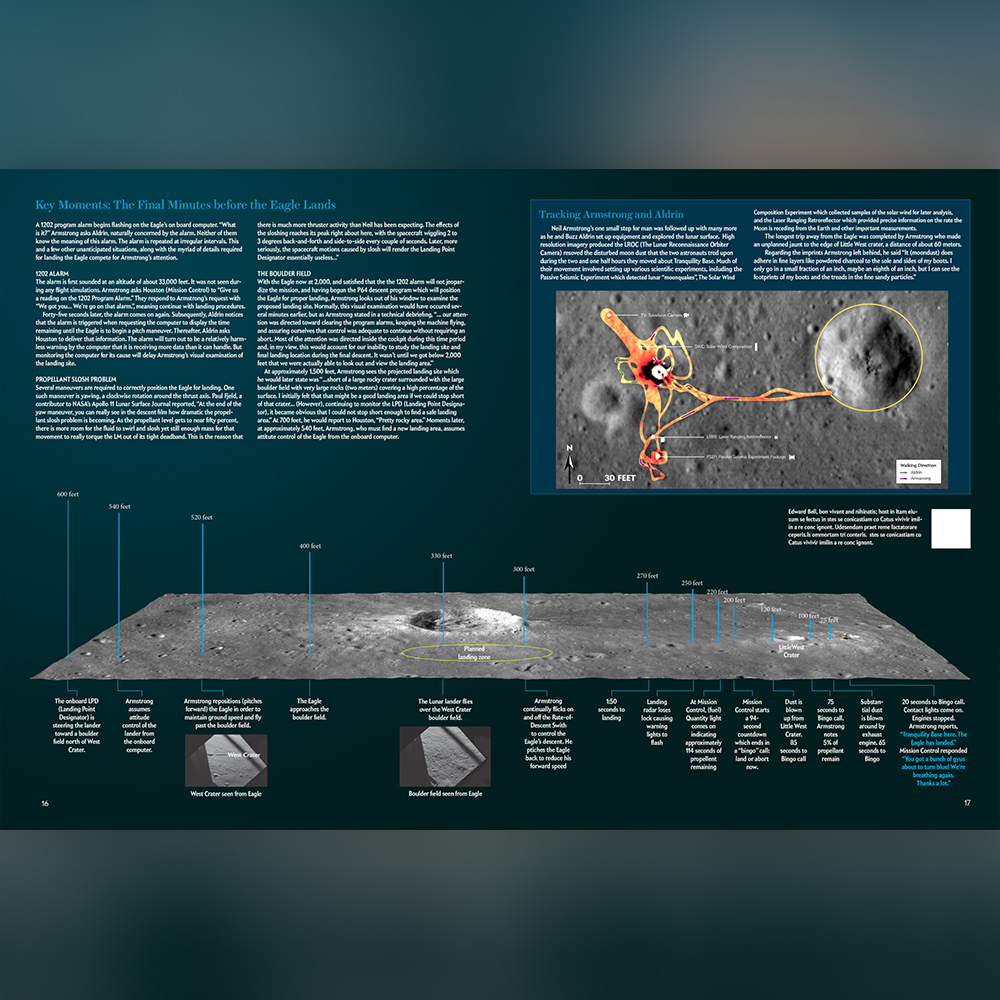 Key Moments: The Final Minutes before the Eagle Lands
A 1202 program alarm begins flashing on the Eagle's on board computer. "What
is it?" Armstrong asks Aldrin, naturally concerned by the alarm. Neither of them
know the meaning of this alarm. The alarm is repeated at irregular intervals. This
and a few other unanticipated situations, along with the myriad of details required
for landing the Eagle compete for Armstrong's attention.
1202 ALARM
The alarm is first sounded at an altitude of about 33,000 feet. It was not seen dur-
ing any flight simulations. Armstrong asks Houston (Mission Control) to "Give us
a reading on the 1202 Program Alarm." They respond to Armstrong's request with
"We got you... We're go on that alarm", meaning continue with landing procedures.
Forty-five seconds later, the alarm comes on again. Subsequently, Aldrin notices
that the alarm is triggered when requesting the computer to display the time
remaining until the Eagle is to begin a pitch maneuver. Thereafter, Aldrin asks
Houston to deliver that information. The alarm will turn out to be a relatively harm-
less warning by the computer that it is receiving more data than it can handle. But
monitoring the computer for its cause will delay Armstrong's visual examination of
the landing site.
PROPELLANT SLOSH PROBLEM
Several maneuvers are required to correctly position the Eagle for landing. One
such maneuver is yawing, a clockwise rotation around the thrust axis. Paul Fjeld, a
contributor to NASA's Apollo 11 Lunar Surface Journal reported, "At the end of the
yaw maneuver, you can really see in the descent film how dramatic the propel-
lant slosh problem is becoming. As the propellant level gets to near fifty percent,
there is more room for the fluid to swirl and slosh yet still enough mass for that
movement to really torque the LM out of its tight deadband. This is the reason that
there is much more thruster activity than Neil has been expecting. The effects of
the sloshing reaches its peak right about here, with the spacecraft wiggling 2 to
3 degrees back-and-forth and side-to-side every couple of seconds. Later, more
seriously, the spacecraft motions caused by slosh will render the Landing Point
Designator essentially useless..."
THE BOULDER FIELD
With the Eagle now at 2,000, and satisfied that the the 1202 alarm will not jeopar-
dize the mission, and having begun the P64 descent program which will position
the Eagle for proper landing, Armstrong looks out of his window to examine the
proposed landing site. Normally, this visual examination would have occured sev-
eral minutes earlier, but as Armstrong stated in a technical debriefing, "... our atten-
tion was directed toward clearing the program alarms, keeping the machine flying,
and assuring ourselves that control was adequate to continue without requiring an
abort. Most of the attention was directed inside the cockpit during this time period
and, in my view, this would account for our inability to study the landing site and
final landing location during the final descent. It wasn't until we got below 2,000
feet that we were actually able to look out and view the landing area".
At approximately 1,500 feet, Armstrong sees the projected landing site which
he would later state was "...short of a large rocky crater surrounded with the large
boulder field with very large rocks (two meters) covering a high percentage of the
surface. I initially felt that that might be a good landing area if we could stop short
of that crater... (However), continuing to monitor the LPD (Landing Point Designa-
tor), it became obvious that I could not stop short enough to find a safe landing
area." At 700 feet, he would report to Houston, "Pretty rocky area." Moments later,
at approximately 540 feet, Armstrong, who must find a new landing area, assumes
attitute control of the Eagle from the onboard computer.
Tracking Armstrong and Aldrin
Neil Armstrong's one small step for man was followed up with many more
as he and Buzz Aldrin set up equipment and explored the lunar surface. High
resolution imagery produced the LROC (The Lunar Reconnaissance Orbiter
Camera) resoved the disturbed moon dust that the two astronauts trod upon
during the two and one half hours they moved about Tranquility Base. Much of
their movement involved setting up various scientific experiments, including the
Passive Seismic Experiment which detected lunar "moonquakes", The Solar Wind
Composition Experiment which collected samples of the solar wind for later analysis,
and the Laser Ranging Retroreflector which provided precise information on the rate the
Moon is receding from the Earth and other important measurements.
The longest trip away from the Eagle was completed by Armstrong who made
an unplanned jaunt to the edge of Little West crater, a distance of about 60 meters.
Regarding the imprints Armstrong left behind, he said "It (moondust) does
adhere in fine layers like powdered charcoal to the sole and sides of my boots. I
only go in a small fraction of an inch, maybe an eighth of an inch, but I can see the
footprints of my boots and the treads in the fine sandy particles."
TV: Television Camera
SWC: Solar Wind Composition
LRRR: Laser Ranging Retroreflector
PSEP: Passive Seismic Experiment Package
N
0 30 FEET
Walking Direction
Aldrin
Armstrong
Edward Bell, bon vivant and nihinatis; host in Itam elu-
sum se fectus in stes se conicastiam co Catus vivivir imil-
in a re conc ignont. Udesendam praet reme factatorare
ceperis.ls ommortam tri conteris. stes se conicastiam co
Catus vivivir imilin a re conc ignont.
600 feet
540 feet
520 feet
400 feet
330 feet
300 feet
270 feet
250 feet
220 feet
200 feet
120 feet
100 feet
75 feet
Planned
landing zone
LittleWest
Crater
The onboard LPD
(Landing Point
Designator) is
steering the lander
toward a boulder
field north of West
Crater.
Armstrong
assumes
attitude
control of the
lander from
the onboard
computer.
Armstrong repositions (pitches
forward) the Eagle in order to
maintain ground speed and fly
past the boulder field.
West Crater
West Crater seen from Eagle
The Eagle
approaches the
boulder field.
The Lunar lander flies
over the West Crater
boulder field.
Boulder field seen from Eagle
Armstrong
continually flicks on
and off the Rate-of-
Descent Swith
to control the
Eagle's descent. He
ptiches the Eagle
back to reduce his
forward speed
1:50
seconds to
landing
Landing
radar loses
lock causing
warning
lights to
flash
At Mission
Control, (fuel)
Quantity light
comes on
indicating
approximately
114 seconds of
propellent
remaining
Mission
Control starts
a 94-
second
countdown
which ends in
a "bingo" call:
land or abort
now.
Dust is
blown
up from
Little West
Crater.
85
seconds to
Bingo call
75
seconds to
Bingo call.
Armstrong
notes
5% of
propellant
remain
Substan-
tial dust
is blown
around by
exhaust
engine. 65
seconds to
Bingo
20 seconds to Bingo call.
Contact lights come on.
Engines stopped.
Armstrong reports,
"Tranquility Base here. The
Eagle has landed."
Mission Control responded
"You got a bunch of gyus
about to turn blue! We're
breathing again.
Thanks a lot."
16
17